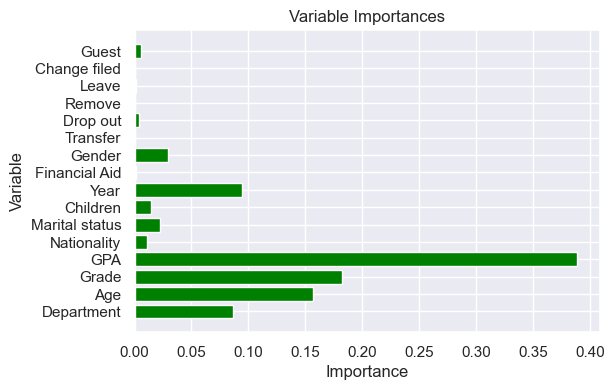 Variable Importances
Variable
Guest
Change filed
Leave
Remove
Drop out
Transfer
Gender
Financial Aid
Year
Children
Marital status
Nationality
GPA
Grade
Age
Department
0.00 0.05 0.10 0.15 0.20 0.25 0.30 0.35 0.40
Importance